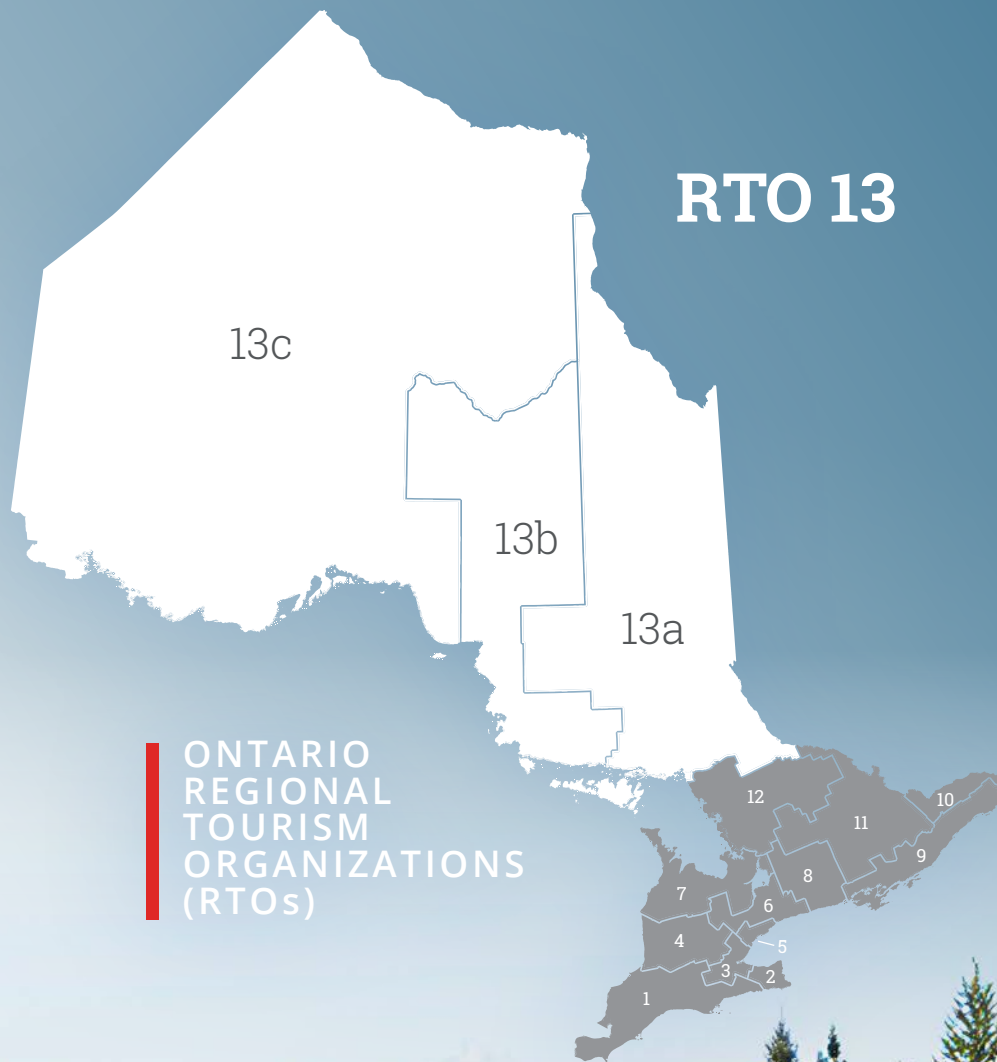 RTO 13
13c
13b
13a
ONTARIO
REGIONAL
TOURISM
ORGANIZATIONS
(RTOs)
12
10
11
9
8
7
6
4
5
3
2
1